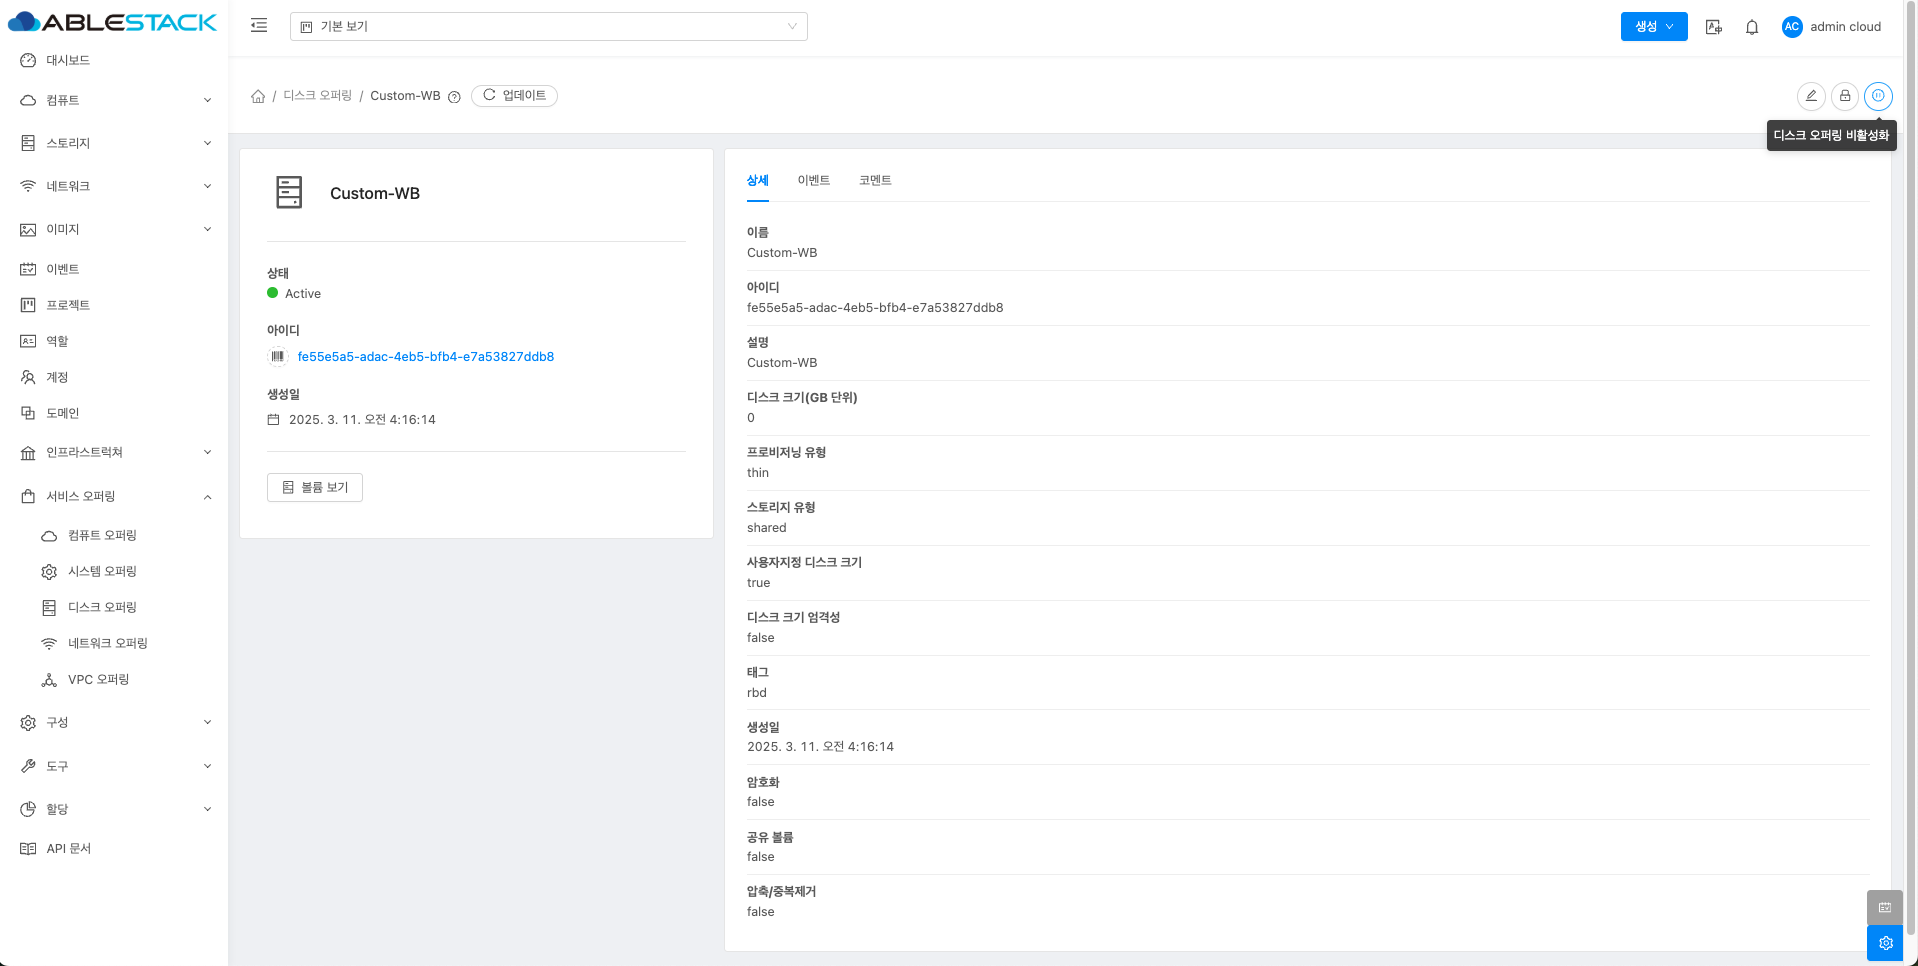 ABLESTACK
기본 보기
생성
AC
admin cloud
대시보드
컴퓨트
스토리지
네트워크
이미지
이벤트
프로젝트
역할
계정
도메인
인프라스트럭쳐
서비스 오퍼링
컴퓨트 오퍼링
시스템 오퍼링
디스크 오퍼링
네트워크 오퍼링
VPC 오퍼링
구성
도구
할당
API 문서
/ 디스크 오퍼링 / Custom-WB
업데이트
디스크 오퍼링 비활성화
Custom-WB
상태
Active
아이디
fe55e5a5-adac-4eb5-bfb4-e7a53827ddb8
생성일
2025. 3. 11. 오전 4:16:14
볼륨 보기
상세
이벤트
코멘트
이름
Custom-WB
아이디
fe55e5a5-adac-4eb5-bfb4-e7a53827ddb8
설명
Custom-WB
디스크 크기(GB 단위)
0
프로비저닝 유형
thin
스토리지 유형
shared
사용자지정 디스크 크기
true
디스크 크기 엄격성
false
태그
rbd
생성일
2025. 3. 11. 오전 4:16:14
암호화
false
공유 볼륨
false
압축/중복제거
false